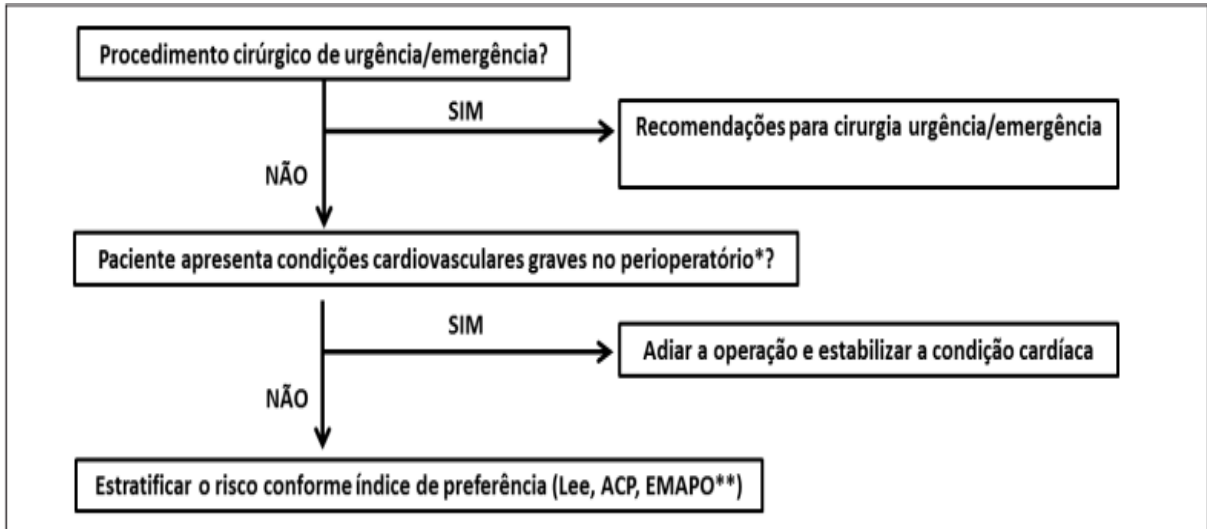 Procedimento cirúrgico de urgência/emergência?
SIM
Recomendações para cirurgia urgência/emergência
NÃO
Paciente apresenta condições cardiovasculares graves no perioperatório*?
SIM
Adiar a operação e estabilizar a condição cardíaca
NÃO
Estratificar o risco conforme índice de preferência (Lee, ACP, EMAPO**)